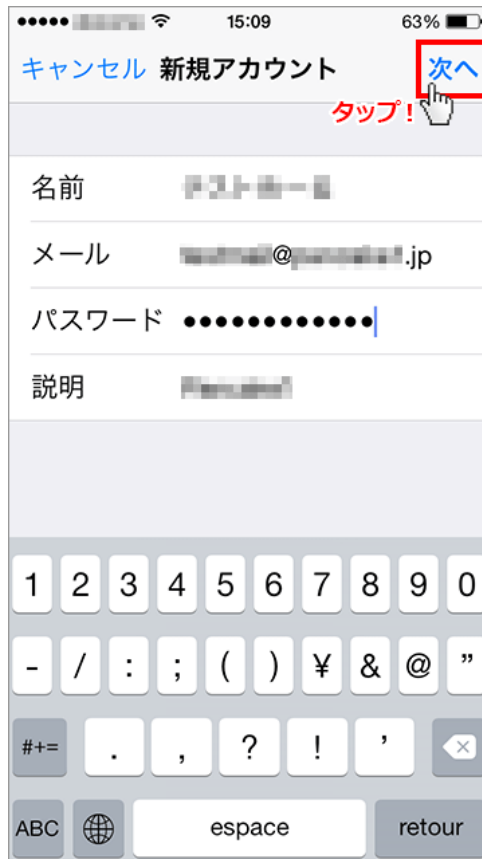 15:09 63%
キャンセル 新規アカウント 次へ
タップ！
名前
メール @ .jp
パスワード ●●●●●●●●●●●●
説明
1 2 3 4 5 6 7 8 9 0
- / : ; ( ) ¥ & @ ”
#+= . , ? ! ’
ABC espace retour